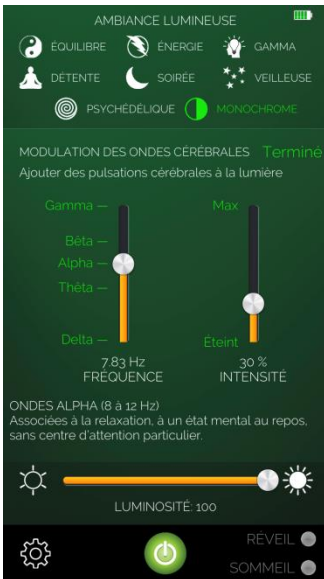 AMBIANCE LUMINEUSE
ÉQUILIBRE ÉNERGIE GAMMA
DÉTENTE SOIRÉE VEILLEUSE
PSYCHÉDÉLIQUE MONOCHROME
MODULATION DES ONDES CÉRÉBRALES Terminé
Ajouter des pulsations cérébrales à la lumière
Gamma Max
Bêta
Alpha
Thêta
Delta Éteint
7.83 Hz 30 %
FRÉQUENCE INTENSITÉ
ONDES ALPHA (8 à 12 Hz)
Associées à la relaxation, à un état mental au repos,
sans centre d'attention particulier.
LUMINOSITÉ: 100
RÉVEIL
SOMMEIL